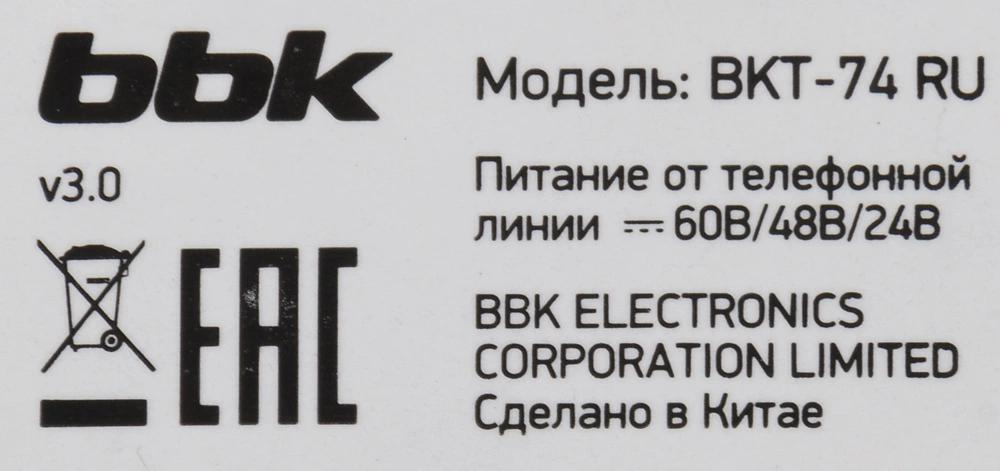 bbk
v3.0
EAC
Модель: BKT-74 RU
Питание от телефонной
линии ⎓ 60В/48В/24В
BBK ELECTRONICS
CORPORATION LIMITED
Сделано в Китае